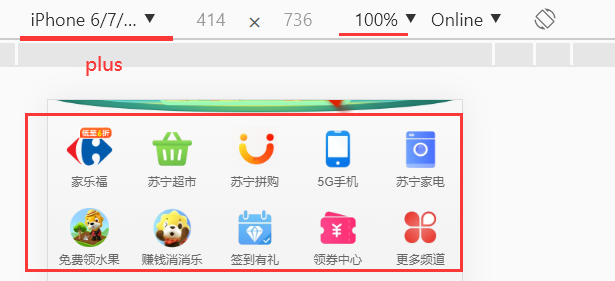 iPhone 6/7/... ▼ 414 × 736 100% ▼ Online ▼
plus
低至6折
家乐福 苏宁超市 苏宁拼购 5G手机 苏宁家电
免费领水果 赚钱消消乐 签到有礼 领券中心 更多频道